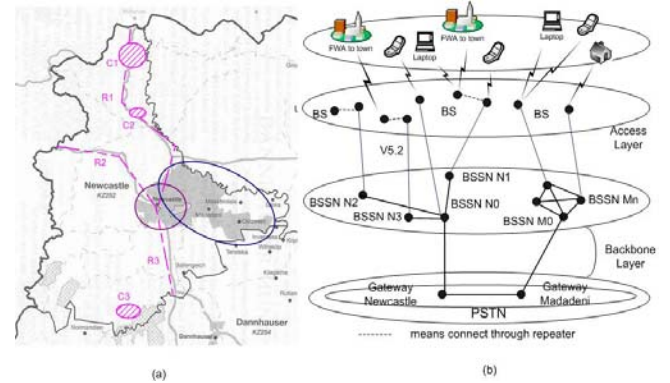 C1
R1
C2
R2
Newcastle
KZ252
R3
C3
Dannhauser
KZ254
Dannhauser
(a)
FWA to town
Laptop
FWA to town
Laptop
BS
BS
BS
V5.2
Access
Layer
BSSN N1
BSSN N2
BSSN N3
BSSN N0
BSSN Mn
BSSN M0
Backbone
Layer
Gateway
Newcastle
Gateway
Madadeni
PSTN
means connect through repeater
(b)